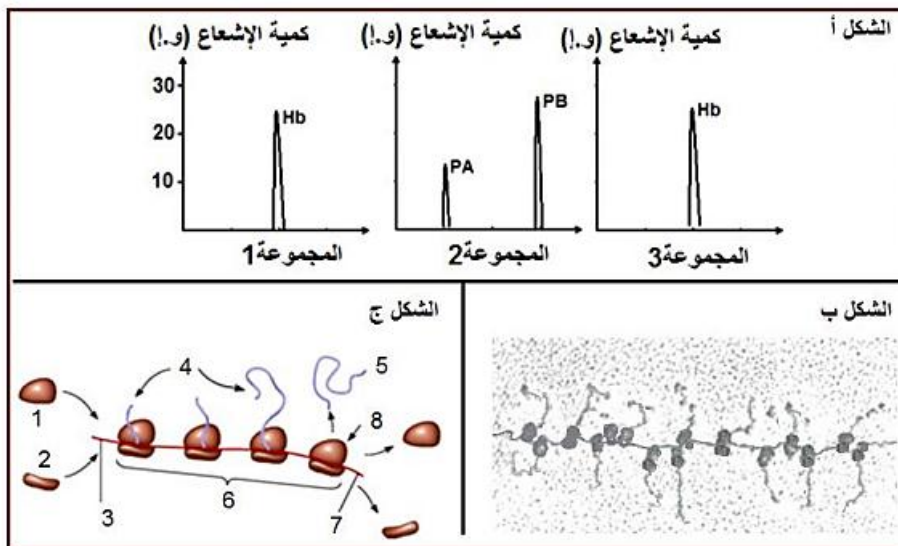 الشكل أ
كمية الإشعاع (و.إ)
30
20
10
Hb
المجموعة1
كمية الإشعاع (و.إ)
PA
PB
المجموعة2
كمية الإشعاع (و.إ)
Hb
المجموعة3
الشكل ب
الشكل ج
1
2
3
4
5
6
7
8